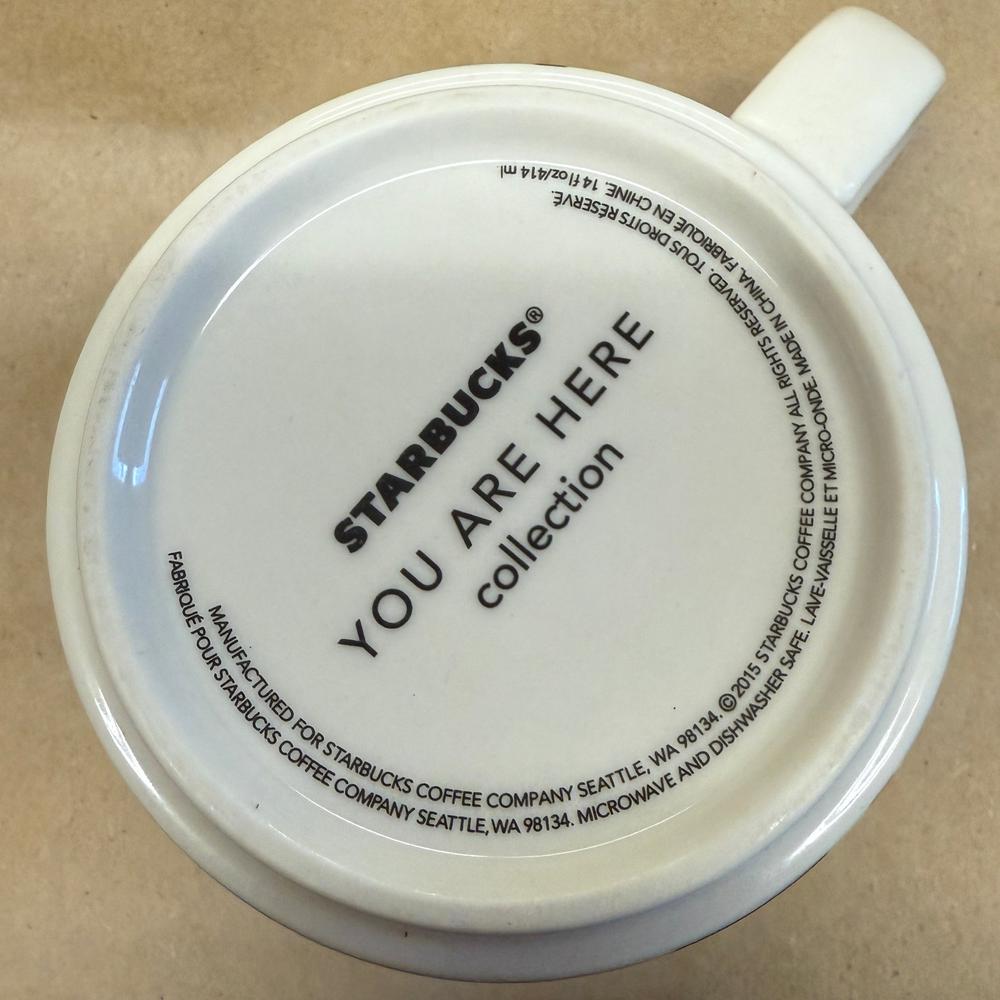 STARBUCKS®
YOU ARE HERE
collection
MANUFACTURED FOR STARBUCKS COFFEE COMPANY SEATTLE, WA 98134. ©2015 STARBUCKS COFFEE COMPANY ALL RIGHTS RESERVED. TOUS DROITS RÉSERVÉ.
FABRIQUÉ POUR STARBUCKS COFFEE COMPANY SEATTLE, WA 98134. MICROWAVE AND DISHWASHER SAFE. LAVE-VAISSELLE ET MICRO-ONDE. MADE IN CHINA. FABRIQUÉ EN CHINE. 14 fl oz/414 ml